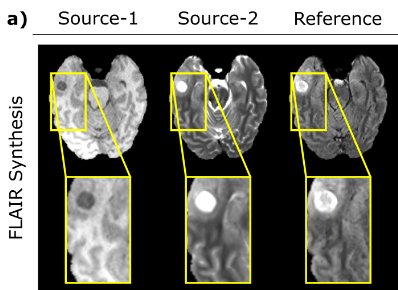 a) Source-1 Source-2 Reference
FLAIR Synthesis